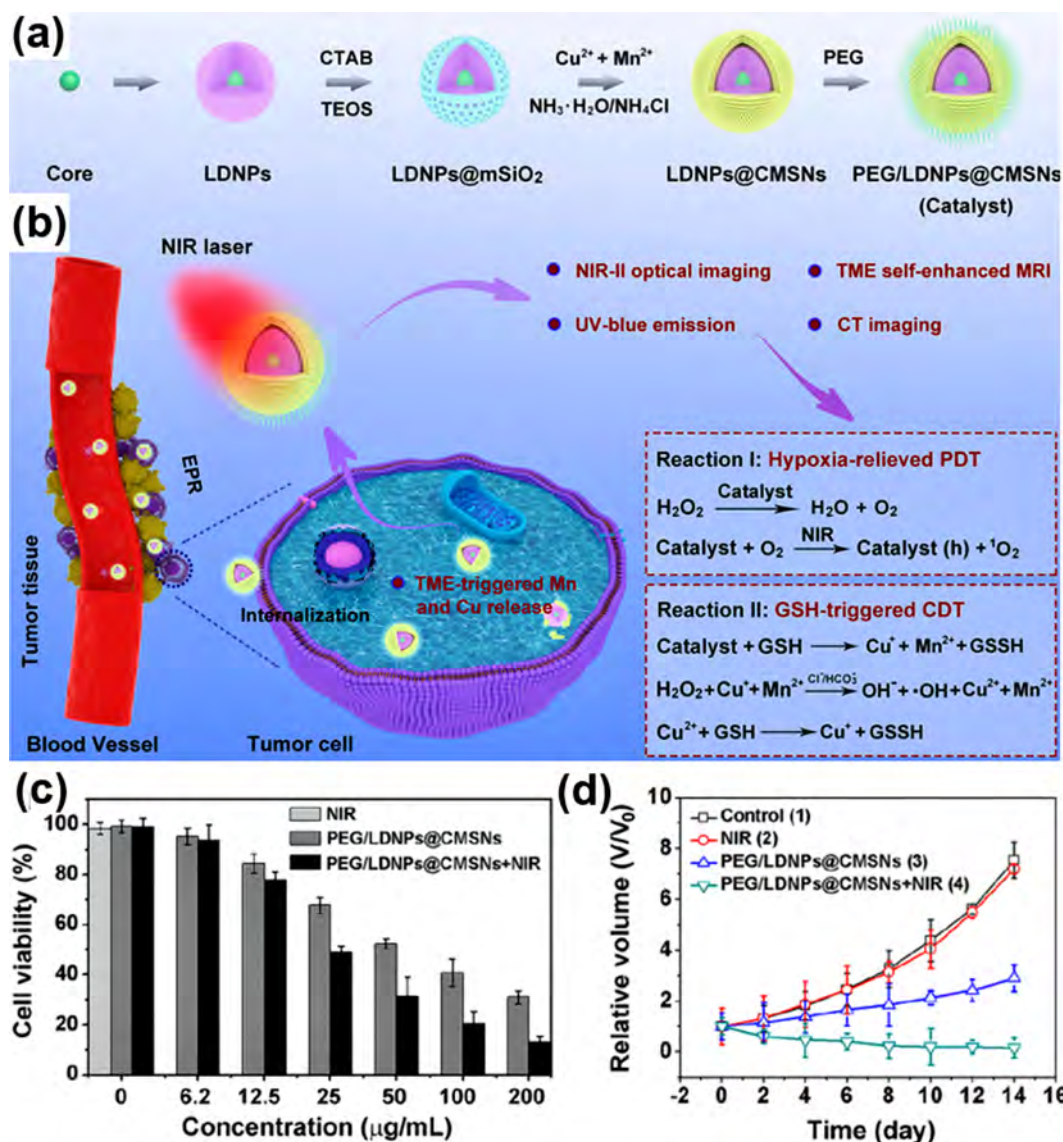 (a)
CTAB
TEOS
Cu²⁺ + Mn²⁺
NH₃·H₂O/NH₄Cl
PEG
Core
LDNPs
LDNPs@mSiO₂
LDNPs@CMSNs
PEG/LDNPs@CMSNs
(Catalyst)
(b)
NIR laser
NIR-II optical imaging
TME self-enhanced MRI
UV-blue emission
CT imaging
EPR
Tumor tissue
Blood Vessel
Internalization
TME-triggered Mn
and Cu release
Tumor cell
Reaction I: Hypoxia-relieved PDT
H₂O₂ Catalyst→ H₂O + O₂
Catalyst + O₂ NIR→ Catalyst (h) + ¹O₂
Reaction II: GSH-triggered CDT
Catalyst + GSH → Cu⁺ + Mn²⁺ + GSSH
H₂O₂+Cu⁺+Mn²⁺ Cl⁻/HCO₃⁻→ OH⁻+·OH+Cu²⁺+Mn²⁺
Cu²⁺ + GSH → Cu⁺ + GSSH
(c)
Cell viability (%)
100
80
60
40
20
0
NIR
PEG/LDNPs@CMSNs
PEG/LDNPs@CMSNs+NIR
0 6.2 12.5 25 50 100 200
Concentration (μg/mL)
(d)
Relative volume (V/V₀)
10
8
6
4
2
0
Control (1)
NIR (2)
PEG/LDNPs@CMSNs (3)
PEG/LDNPs@CMSNs+NIR (4)
-2 0 2 4 6 8 10 12 14 16
Time (day)